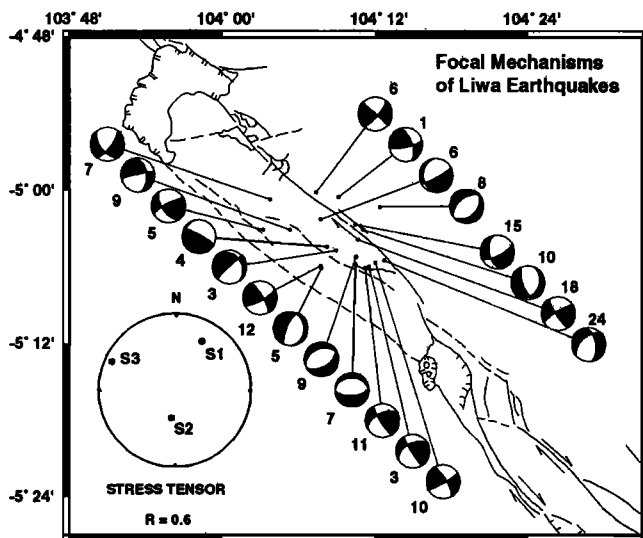 103° 48' 104° 00' 104° 12' 104° 24'
-4° 48'
Focal Mechanisms
of Liwa Earthquakes
6
1
6
7
8
-5° 00'
9
5
15
4
10
3
18
N
12
24
5
-5° 12'
S1
S3
9
7
S2
11
3
STRESS TENSOR
10
-5° 24'
R = 0.6